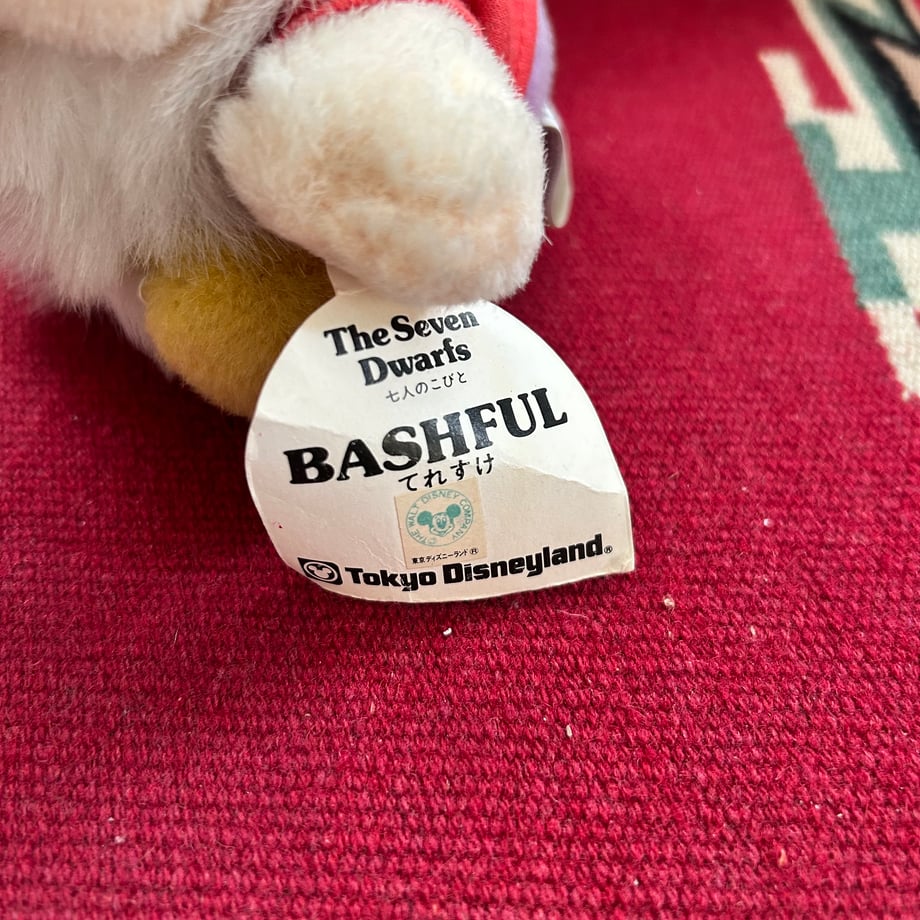 The Seven
Dwarfs
七人のこびと
BASHFUL
てれすけ
©THE WALT DISNEY COMPANY
東京ディズニーランド®
Tokyo Disneyland®